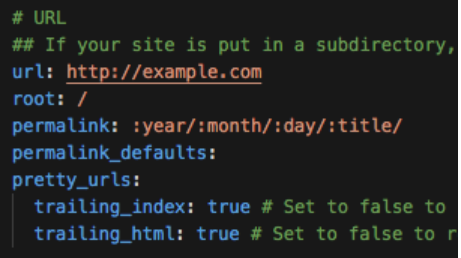 # URL
## If your site is put in a subdirectory,
url: http://example.com
root: /
permalink: :year/:month/:day/:title/
permalink_defaults:
pretty_urls:
trailing_index: true # Set to false to
trailing_html: true # Set to false to r